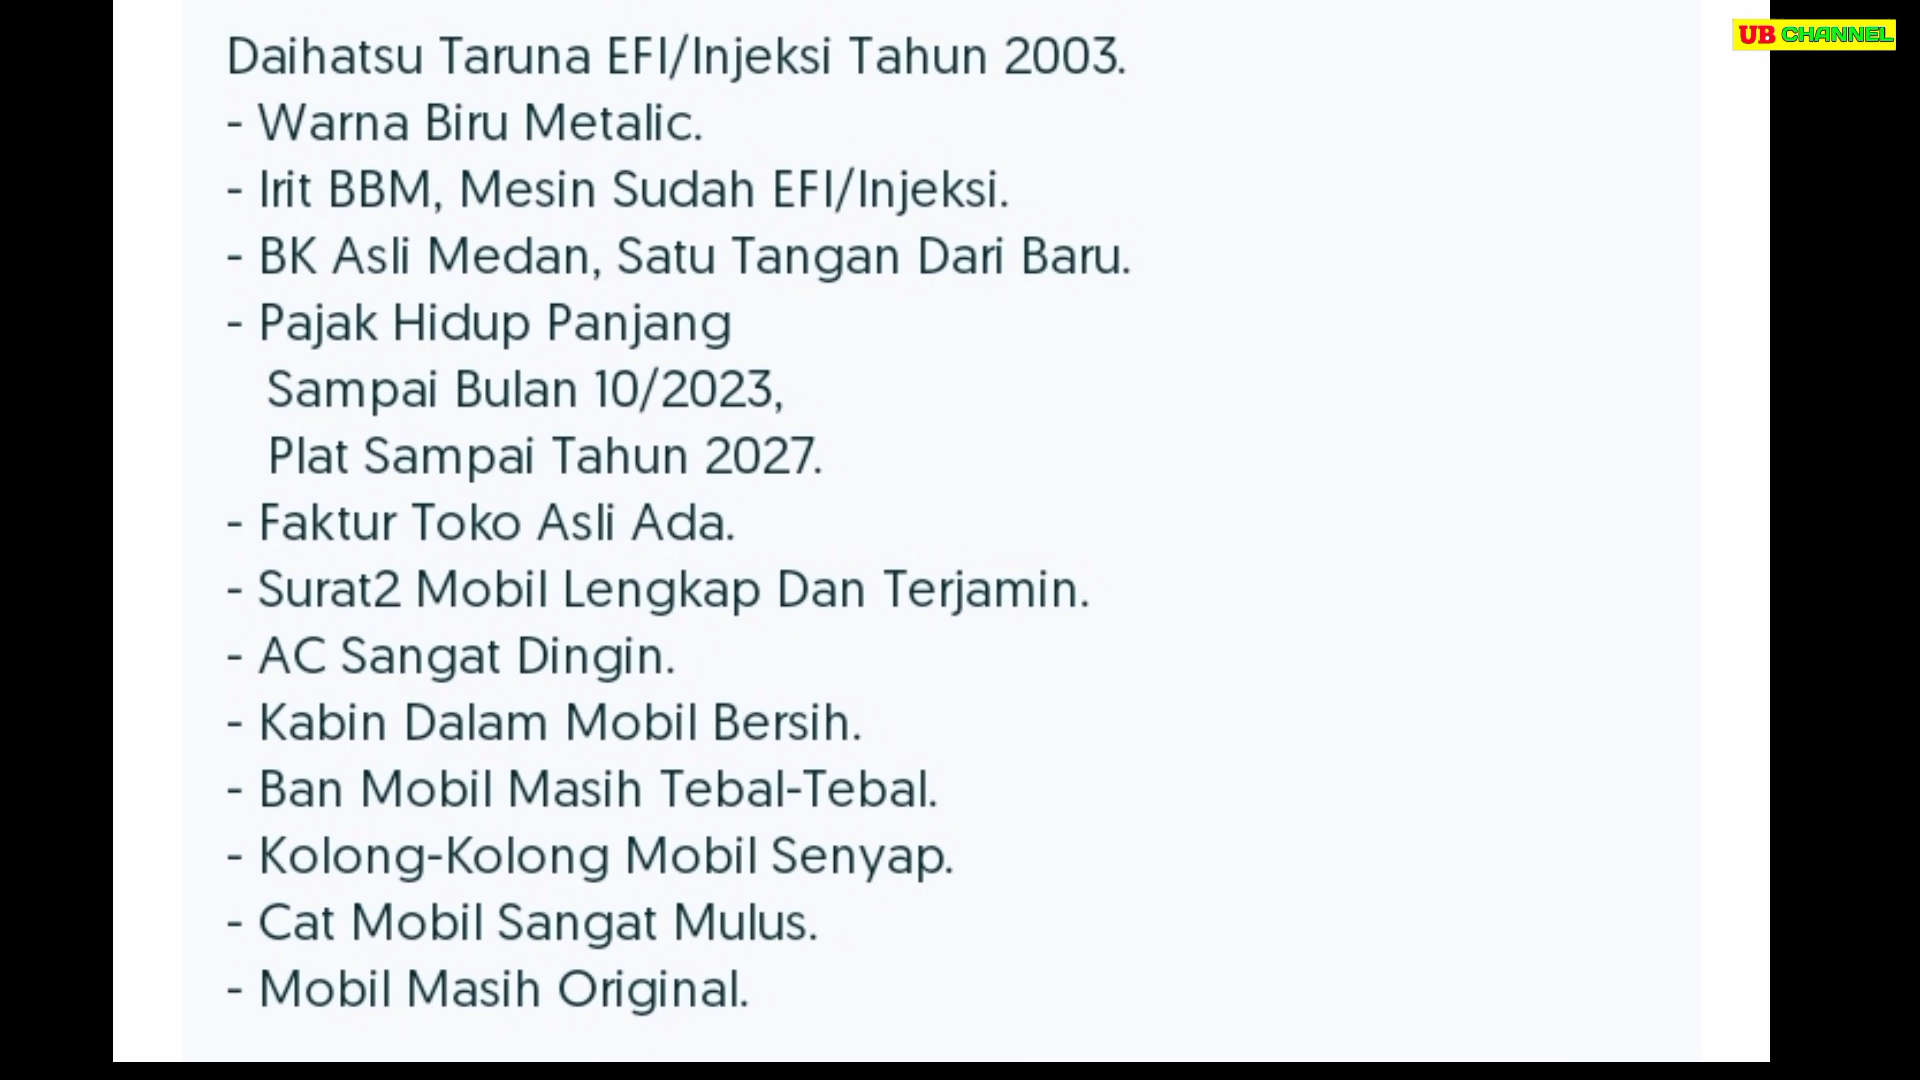 UB CHANNEL
Daihatsu Taruna EFI/Injeksi Tahun 2003.
- Warna Biru Metalic.
- Irit BBM, Mesin Sudah EFI/Injeksi.
- BK Asli Medan, Satu Tangan Dari Baru.
- Pajak Hidup Panjang
Sampai Bulan 10/2023,
Plat Sampai Tahun 2027.
- Faktur Toko Asli Ada.
- Surat2 Mobil Lengkap Dan Terjamin.
- AC Sangat Dingin.
- Kabin Dalam Mobil Bersih.
- Ban Mobil Masih Tebal-Tebal.
- Kolong-Kolong Mobil Senyap.
- Cat Mobil Sangat Mulus.
- Mobil Masih Original.